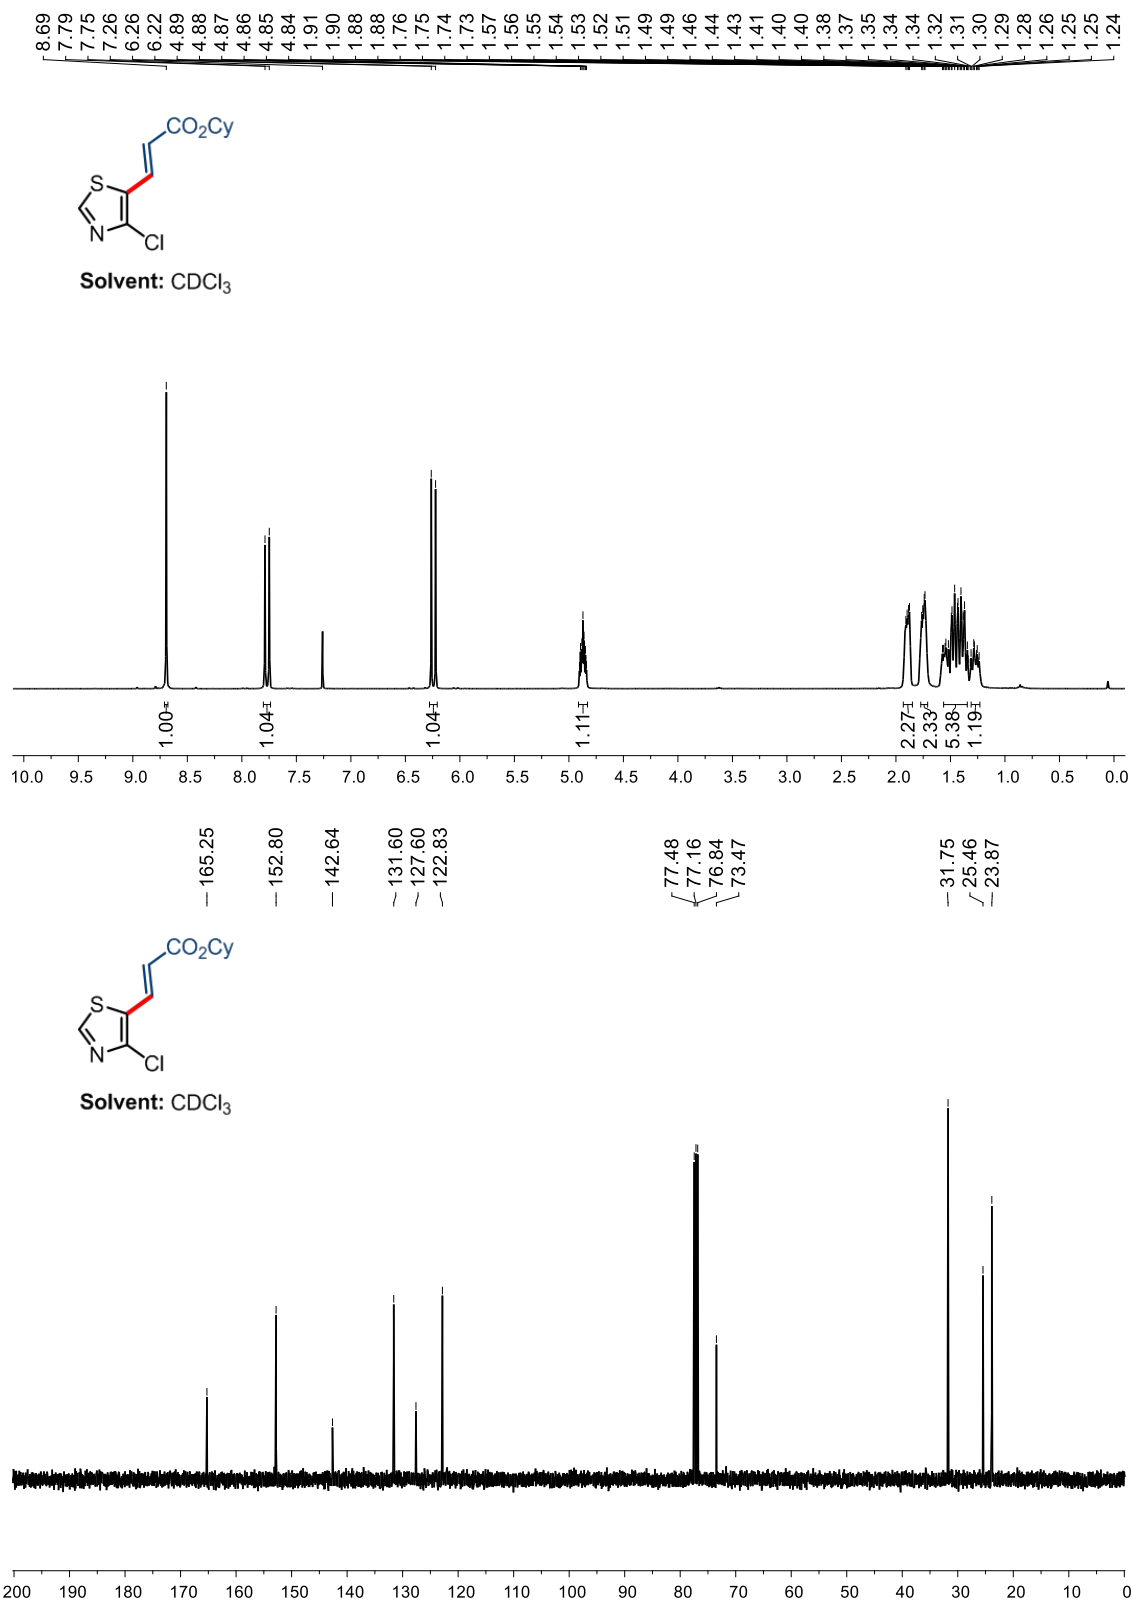 8.69 7.79 7.75 7.26 6.26 6.22 4.89 4.88 4.87 4.86 4.85 4.84 1.91 1.90 1.88 1.88 1.76 1.75 1.74 1.73 1.57 1.56 1.55 1.54 1.53 1.52 1.51 1.49 1.49 1.46 1.44 1.43 1.41 1.40 1.40 1.38 1.37 1.35 1.34 1.34 1.32 1.31 1.30 1.29 1.28 1.26 1.25 1.25 1.24
CO2Cy
S
N
Cl
Solvent: CDCl3
1.00 1.04 1.04 1.11 2.27 2.33 5.38 1.19
10.0 9.5 9.0 8.5 8.0 7.5 7.0 6.5 6.0 5.5 5.0 4.5 4.0 3.5 3.0 2.5 2.0 1.5 1.0 0.5 0.0
165.25 152.80 142.64 131.60 127.60 122.83 77.48 77.16 76.84 73.47 31.75 25.46 23.87
CO2Cy
S
N
Cl
Solvent: CDCl3
200 190 180 170 160 150 140 130 120 110 100 90 80 70 60 50 40 30 20 10 0